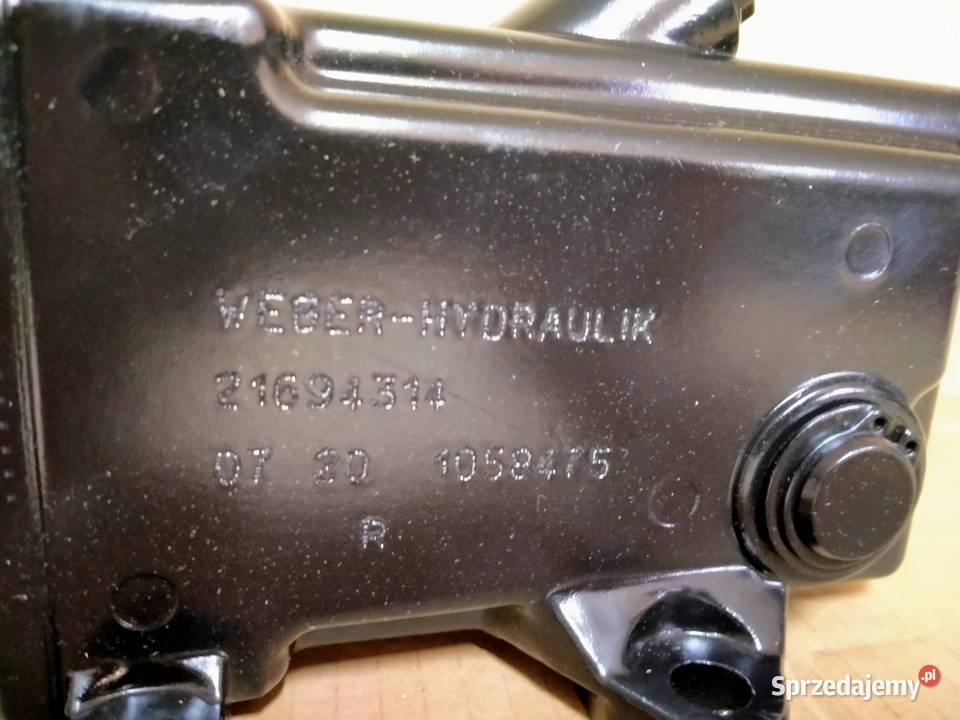 WEBER-HYDRAULIK
21694314
07 20 1058475
R
Sprzedajemy.pl